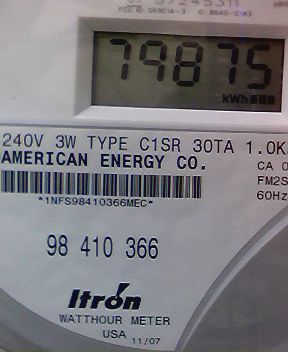 79875
kWh
240V 3W TYPE C1SR 30TA 1.0K
AMERICAN ENERGY CO.
CA 0
FM2S
60Hz
*1NFS98410366MEC*
98 410 366
Itrón
WATTHOUR METER
USA 11/07